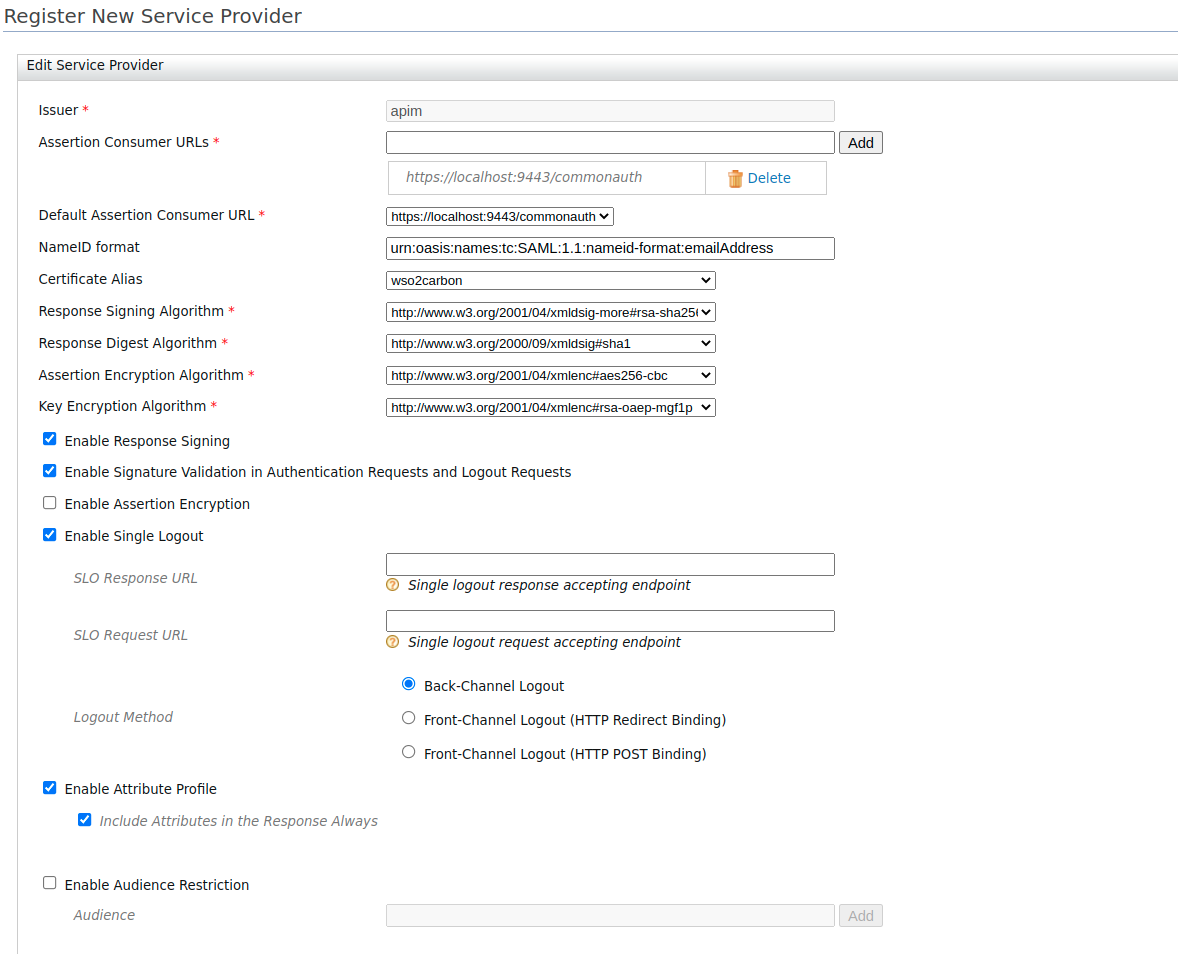 Register New Service Provider
Edit Service Provider
Issuer *
apim
Assertion Consumer URLs *
Add
https://localhost:9443/commonauth
Delete
Default Assertion Consumer URL *
https://localhost:9443/commonauth
NameID format
urn:oasis:names:tc:SAML:1.1:nameid-format:emailAddress
Certificate Alias
wso2carbon
Response Signing Algorithm *
http://www.w3.org/2001/04/xmldsig-more#rsa-sha256
Response Digest Algorithm *
http://www.w3.org/2000/09/xmldsig#sha1
Assertion Encryption Algorithm *
http://www.w3.org/2001/04/xmlenc#aes256-cbc
Key Encryption Algorithm *
http://www.w3.org/2001/04/xmlenc#rsa-oaep-mgf1p
Enable Response Signing
Enable Signature Validation in Authentication Requests and Logout Requests
Enable Assertion Encryption
Enable Single Logout
SLO Response URL
Single logout response accepting endpoint
SLO Request URL
Single logout request accepting endpoint
Logout Method
Back-Channel Logout
Front-Channel Logout (HTTP Redirect Binding)
Front-Channel Logout (HTTP POST Binding)
Enable Attribute Profile
Include Attributes in the Response Always
Enable Audience Restriction
Audience
Add